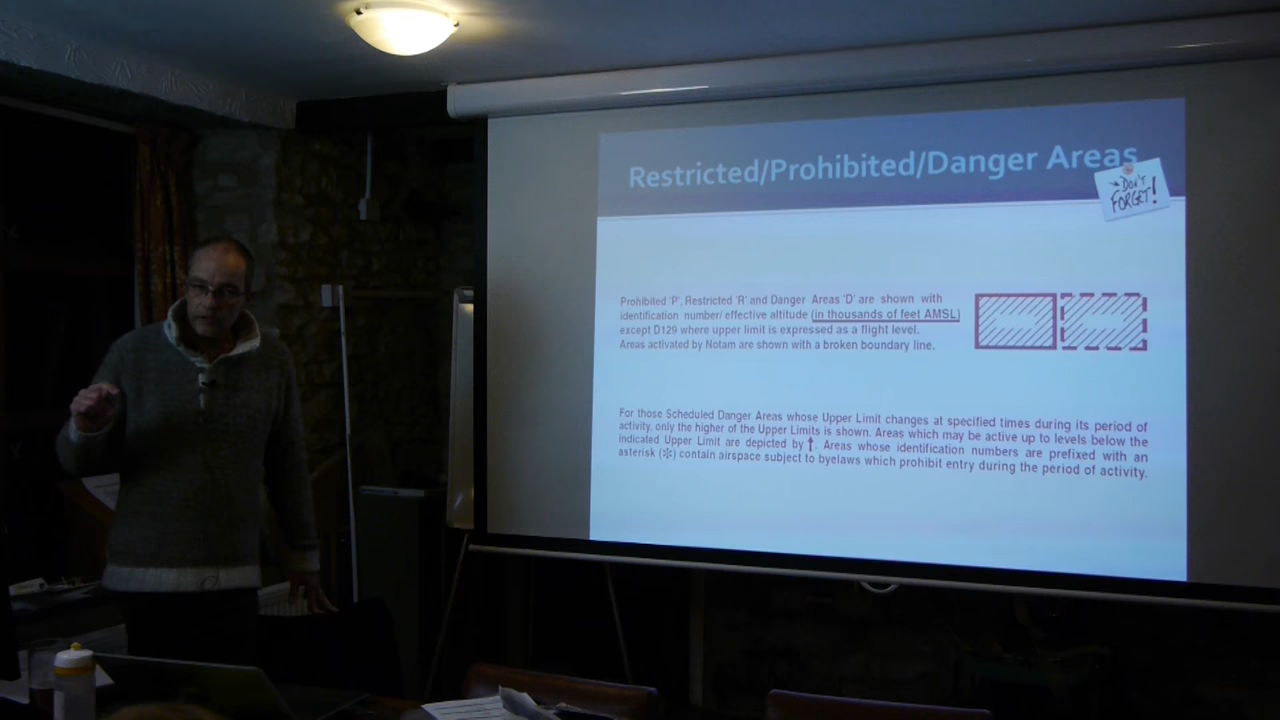 Restricted/Prohibited/Danger Areas
DON'T
FORGET!
Prohibited 'P', Restricted 'R' and Danger Areas 'D' are shown with
identification number/ effective altitude (in thousands of feet AMSL)
except D129 where upper limit is expressed as a flight level.
Areas activated by Notam are shown with a broken boundary line.
For those Scheduled Danger Areas whose Upper Limit changes at specified times during its period of
activity, only the higher of the Upper Limits is shown. Areas which may be active up to levels below the
indicated Upper Limit are depicted by ↑. Areas whose identification numbers are prefixed with an
asterisk (✻) contain airspace subject to byelaws which prohibit entry during the period of activity.